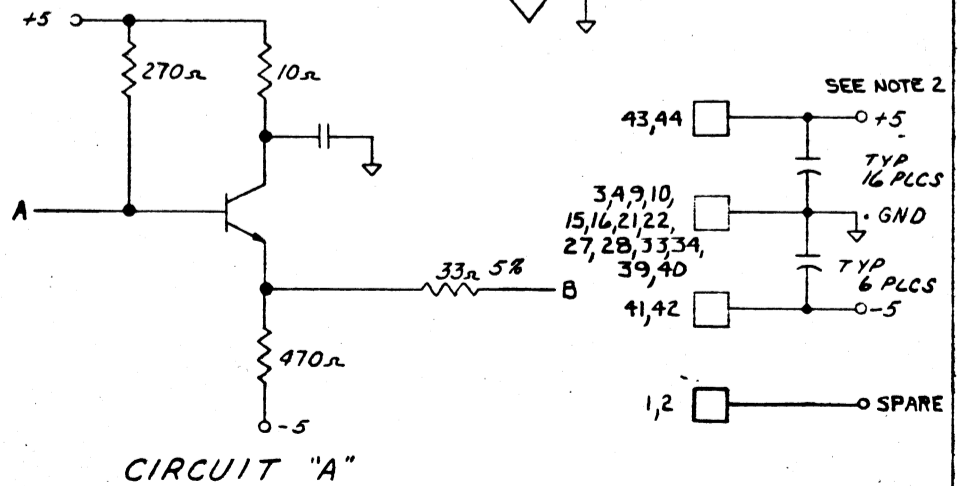 +5
270Ω
10Ω
A
33Ω 5%
B
470Ω
-5
CIRCUIT "A"
SEE NOTE 2
43,44
+5
TYP
16 PLCS
3,4,9,10,
15,16,21,22,
27,28,33,34,
39,40
GND
TYP
6 PLCS
41,42
-5
1,2
SPARE